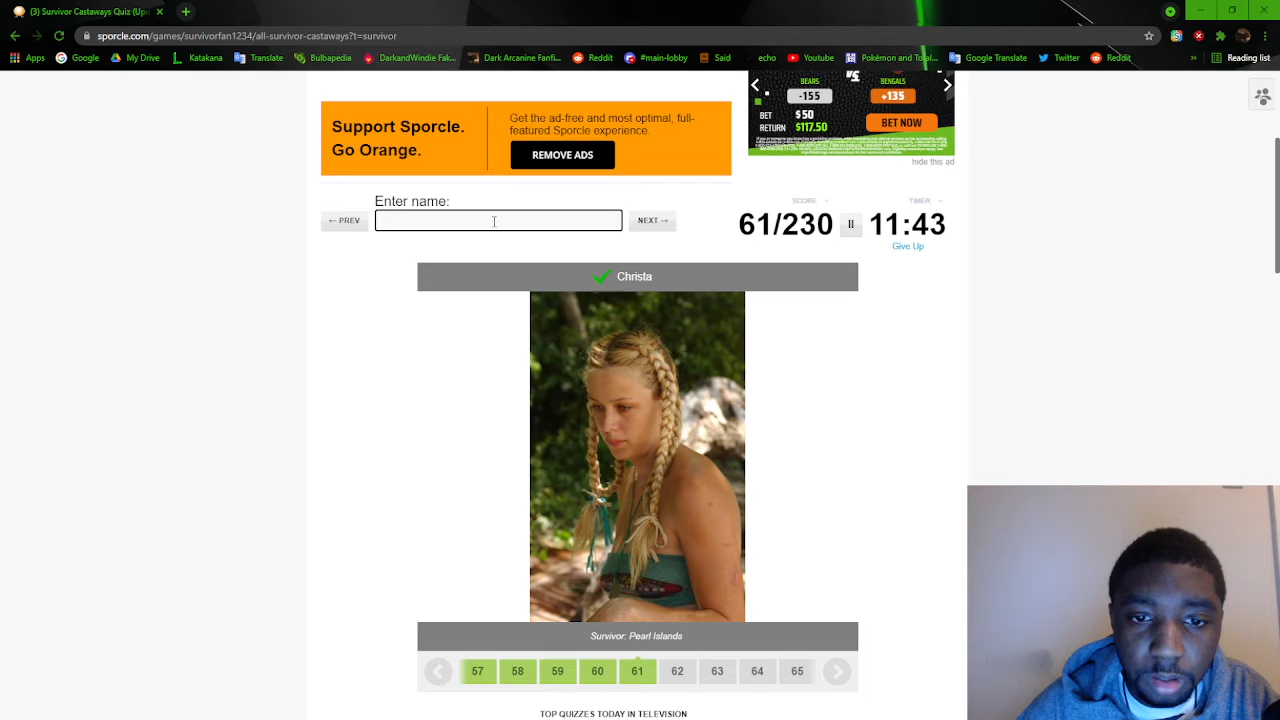 (3) Survivor Castaways Quiz (Up
sporcle.com/games/survivorfan1234/all-survivor-castaways?t=survivor
Apps
Google
My Drive
Katakana
Translate
Bulbapedia
DarkandWindie Fak...
Dark Arcanine Fanfi...
Reddit
#main-lobby
Said
echo
YouTube
Pokémon and Total...
Google Translate
Twitter
Reddit
»
Reading list
Support Sporcle.
Go Orange.
Get the ad-free and most optimal, full-
featured Sporcle experience.
REMOVE ADS
VS
BEARS
-155
BENGALS
+135
BET $50
RETURN $117.50
BET NOW
hide this ad
Enter name:
← PREV
NEXT →
SCORE
61/230
TIMER
11:43
Give Up
Christa
Survivor: Pearl Islands
57 58 59 60 61 62 63 64 65
TOP QUIZZES TODAY IN TELEVISION